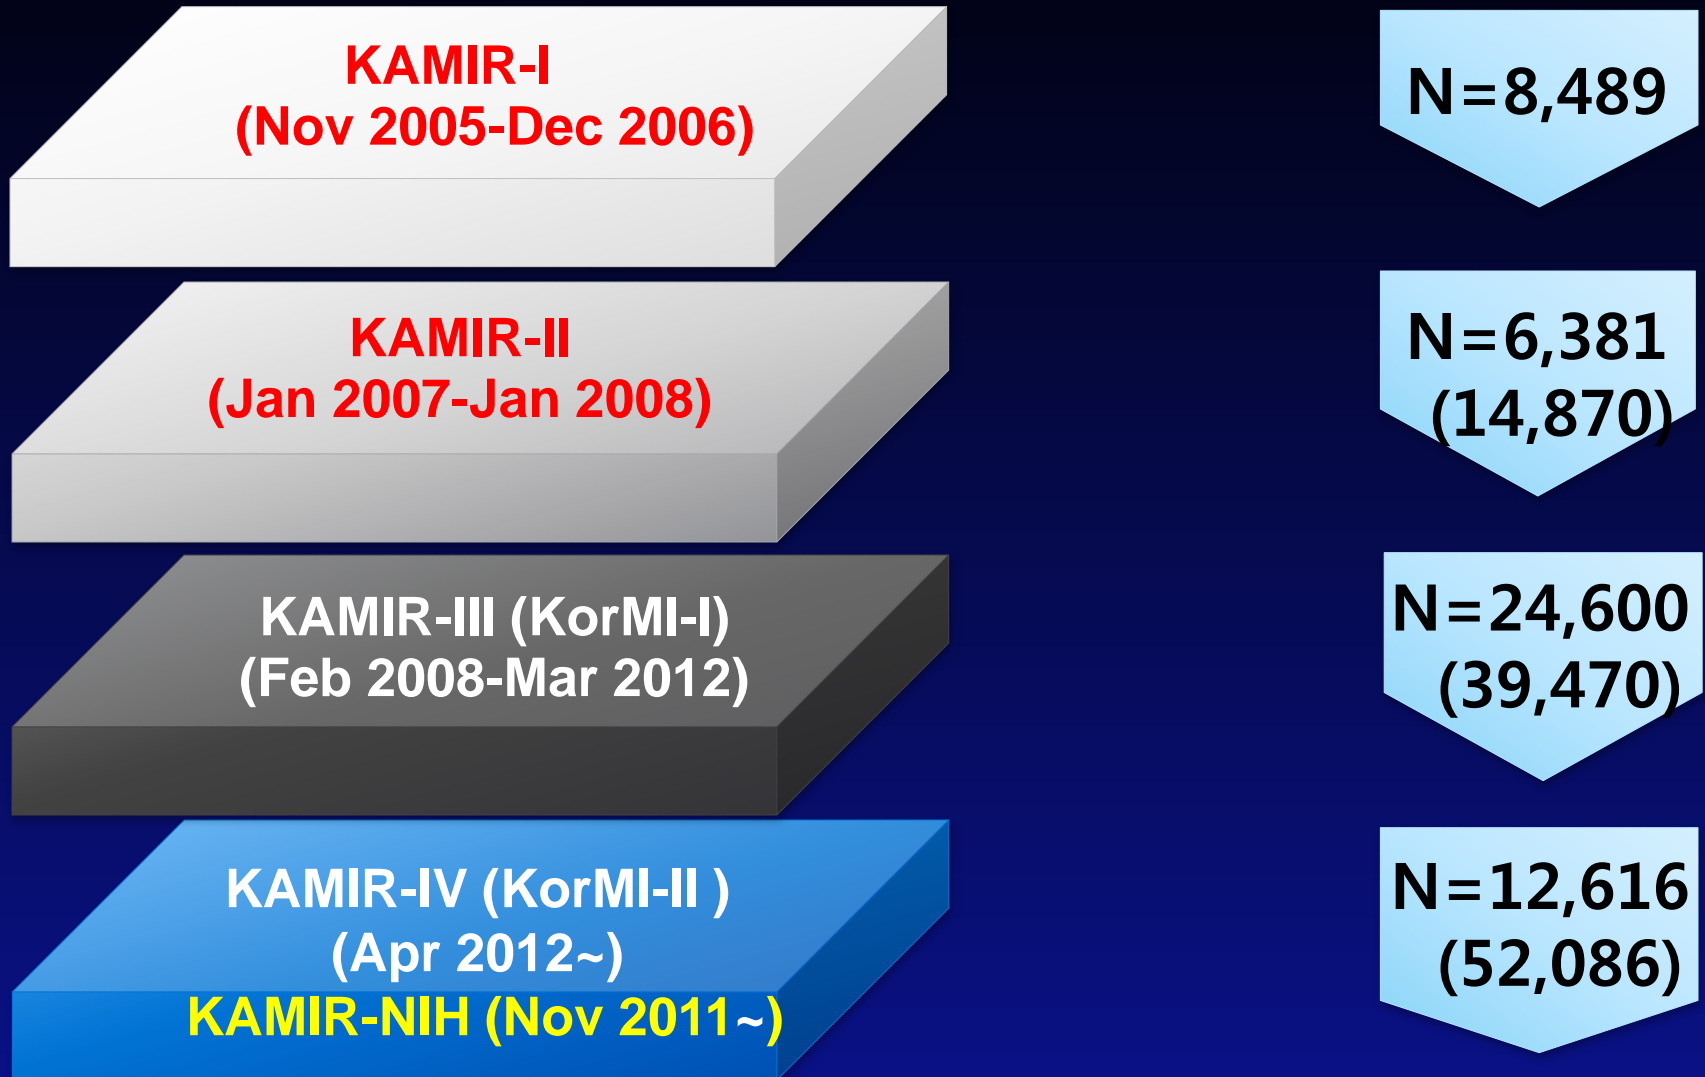 KAMIR-I
(Nov 2005-Dec 2006)
N=8,489
KAMIR-II
(Jan 2007-Jan 2008)
N=6,381
(14,870)
KAMIR-III (KorMI-I)
(Feb 2008-Mar 2012)
N=24,600
(39,470)
KAMIR-IV (KorMI-II )
(Apr 2012~)
KAMIR-NIH (Nov 2011~)
N=12,616
(52,086)